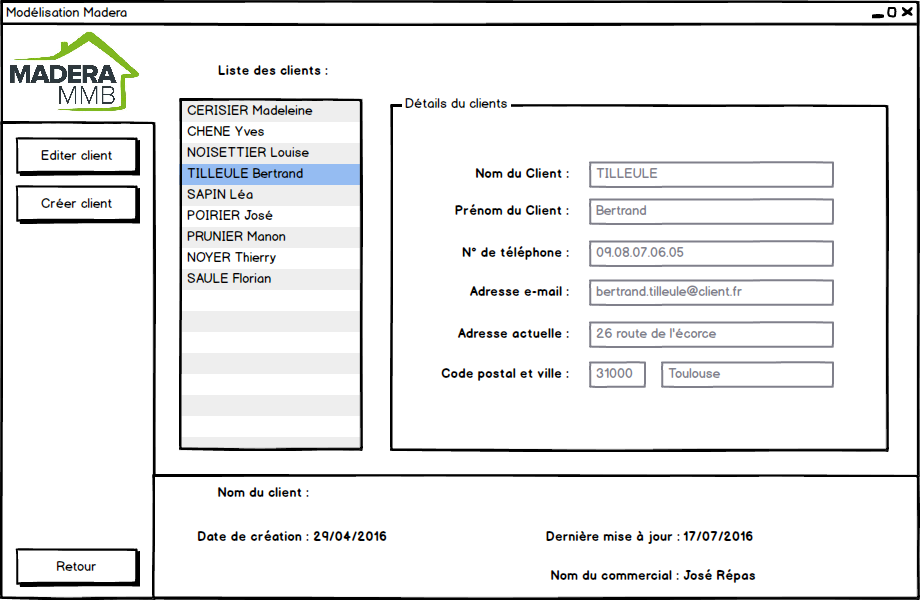 Modélisation Madera
MADERA
MMB
Editer client
Créer client
Retour
Liste des clients :
CERISIER Madeleine
CHENE Yves
NOISETTIER Louise
TILLEULE Bertrand
SAPIN Léa
POIRIER José
PRUNIER Manon
NOYER Thierry
SAULE Florian
Détails du clients
Nom du Client : TILLEULE
Prénom du Client : Bertrand
N° de téléphone : 09.08.07.06.05
Adresse e-mail : bertrand.tilleule@client.fr
Adresse actuelle : 26 route de l'écorce
Code postal et ville : 31000 Toulouse
Nom du client :
Date de création : 29/04/2016 Dernière mise à jour : 17/07/2016
Nom du commercial : José Répas